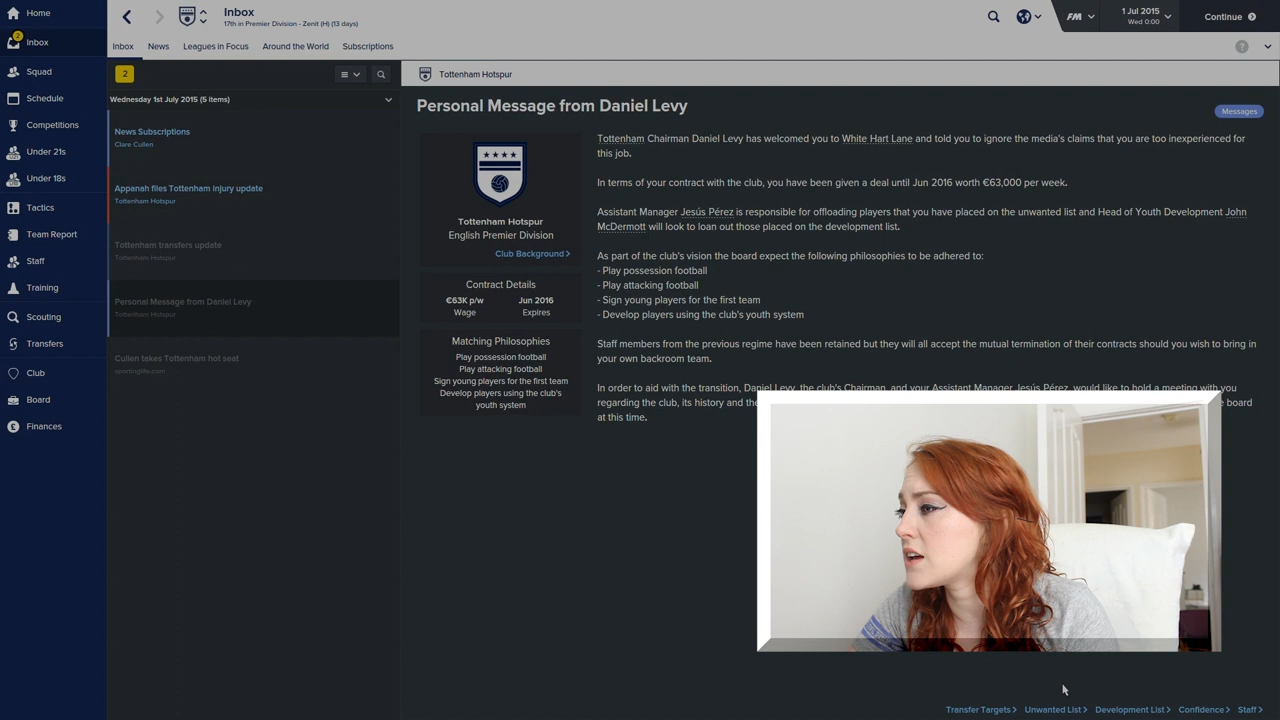 Home
2
Inbox
Squad
Schedule
Competitions
Under 21s
Under 18s
Tactics
Team Report
Staff
Training
Scouting
Transfers
Club
Board
Finances
Inbox
17th in Premier Division - Zenit (H) (13 days)
FM
1 Jul 2015
Wed 0:00
Continue
Inbox
News
Leagues in Focus
Around the World
Subscriptions
?
2
Wednesday 1st July 2015 (5 items)
News Subscriptions
Clare Cullen
Appanah files Tottenham injury update
Tottenham Hotspur
Tottenham transfers update
Tottenham Hotspur
Personal Message from Daniel Levy
Tottenham Hotspur
Cullen takes Tottenham hot seat
sportinglife.com
Tottenham Hotspur
Personal Message from Daniel Levy
Messages
Tottenham Hotspur
English Premier Division
Club Background
Contract Details
€63K p/w
Jun 2016
Wage
Expires
Matching Philosophies
Play possession football
Play attacking football
Sign young players for the first team
Develop players using the club's
youth system
Tottenham Chairman Daniel Levy has welcomed you to White Hart Lane and told you to ignore the media's claims that you are too inexperienced for
this job.
In terms of your contract with the club, you have been given a deal until Jun 2016 worth €63,000 per week.
Assistant Manager Jesús Pérez is responsible for offloading players that you have placed on the unwanted list and Head of Youth Development John
McDermott will look to loan out those placed on the development list.
As part of the club's vision the board expect the following philosophies to be adhered to:
- Play possession football
- Play attacking football
- Sign young players for the first team
- Develop players using the club's youth system
Staff members from the previous regime have been retained but they will all accept the mutual termination of their contracts should you wish to bring in
your own backroom team.
In order to aid with the transition, Daniel Levy, the club's Chairman, and your Assistant Manager Jesús Pérez, would like to hold a meeting with you
regarding the club, its history and the
board
at this time.
Transfer Targets
Unwanted List
Development List
Confidence
Staff